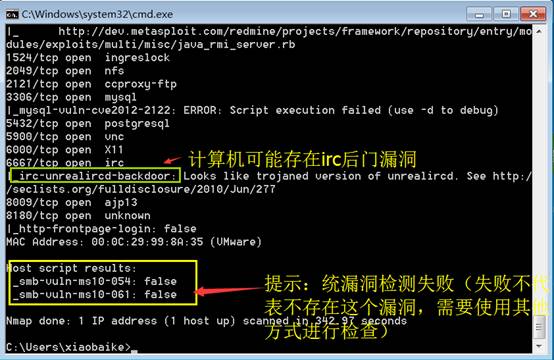 C:\Windows\system32\cmd.exe
|_      http://dev.metasploit.com/redmine/projects/framework/repository/entry/mo
dules/exploits/multi/misc/java_rmi_server.rb
1524/tcp open  ingreslock
2049/tcp open  nfs
2121/tcp open  ccproxy-ftp
3306/tcp open  mysql
|_mysql-vuln-cve2012-2122: ERROR: Script execution failed (use -d to debug)
5432/tcp open  postgresql
5900/tcp open  vnc
6000/tcp open  X11
6667/tcp open  irc
计算机可能存在irc后门漏洞
|_irc-unrealircd-backdoor: Looks like trojaned version of unrealircd. See http:/
/seclists.org/fulldisclosure/2010/Jun/277
8009/tcp open  ajp13
8180/tcp open  unknown
|_http-frontpage-login: false
MAC Address: 00:0C:29:99:8A:35 (VMware)
Host script results:
|_smb-vuln-ms10-054: false
|_smb-vuln-ms10-061: false
提示：统漏洞检测失败（失败不代
表不存在这个漏洞，需要使用其他
方式进行检查）
Nmap done: 1 IP address (1 host up) scanned in 342.97 seconds
C:\Users\xiaobaike>